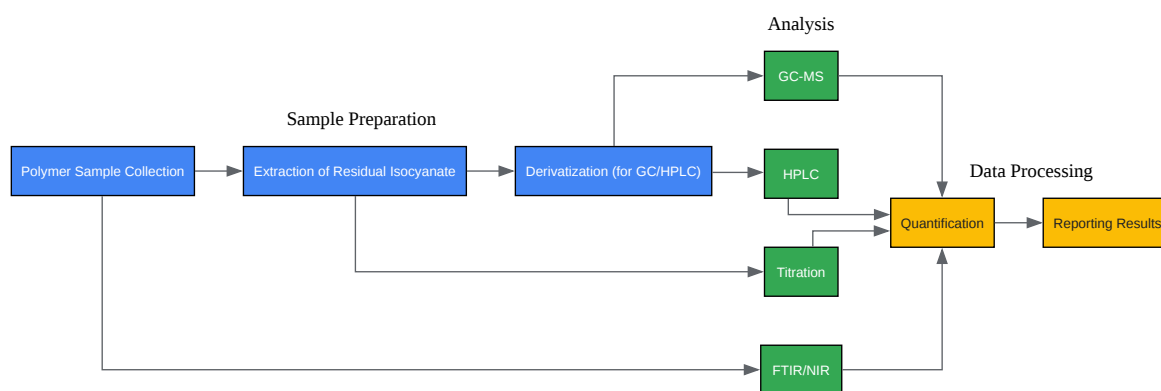 Analysis
GC-MS
Sample Preparation
Polymer Sample Collection
Extraction of Residual Isocyanate
Derivatization (for GC/HPLC)
HPLC
Data Processing
Quantification
Reporting Results
Titration
FTIR/NIR